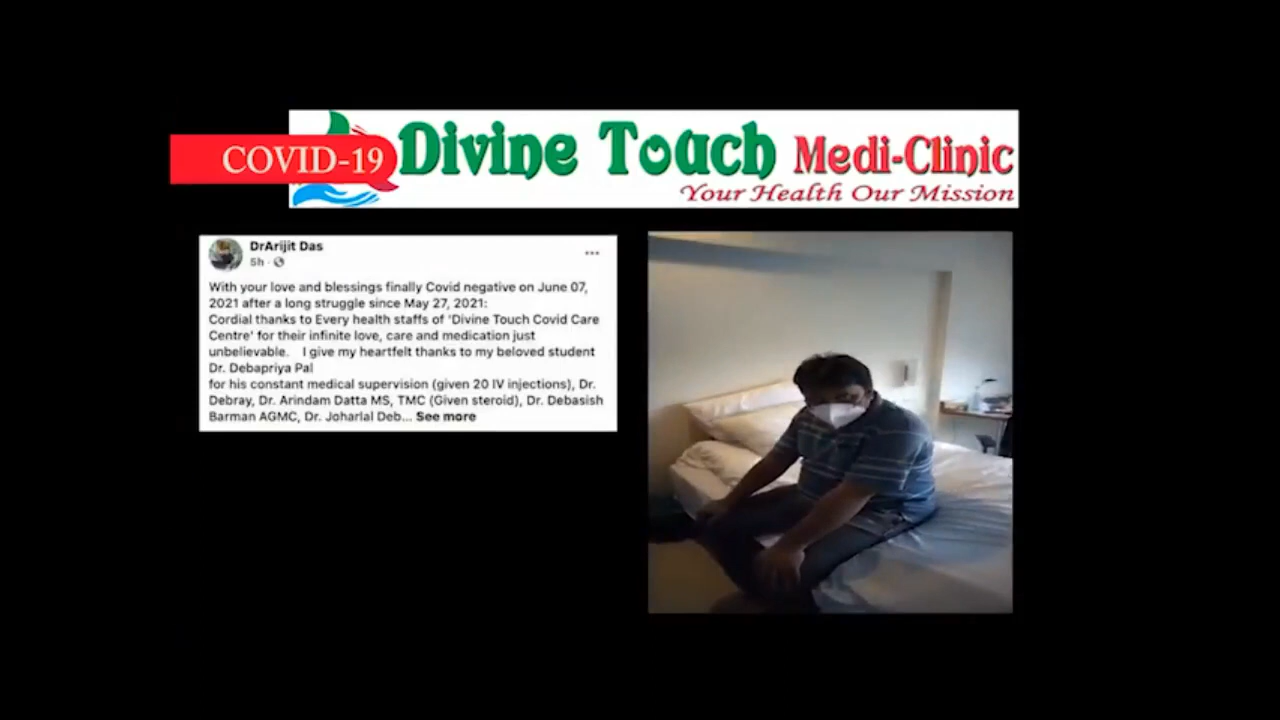 COVID-19
Divine Touch Medi-Clinic
Your Health Our Mission
DrArijit Das
5h ·
With your love and blessings finally Covid negative on June 07,
2021 after a long struggle since May 27, 2021:
Cordial thanks to Every health staffs of 'Divine Touch Covid Care
Centre' for their infinite love, care and medication just
unbelievable. I give my heartfelt thanks to my beloved student
Dr. Debapriya Pal
for his constant medical supervision (given 20 IV injections), Dr.
Debray, Dr. Arindam Datta MS, TMC (Given steroid), Dr. Debasish
Barman AGMC, Dr. Joharlal Deb... See more